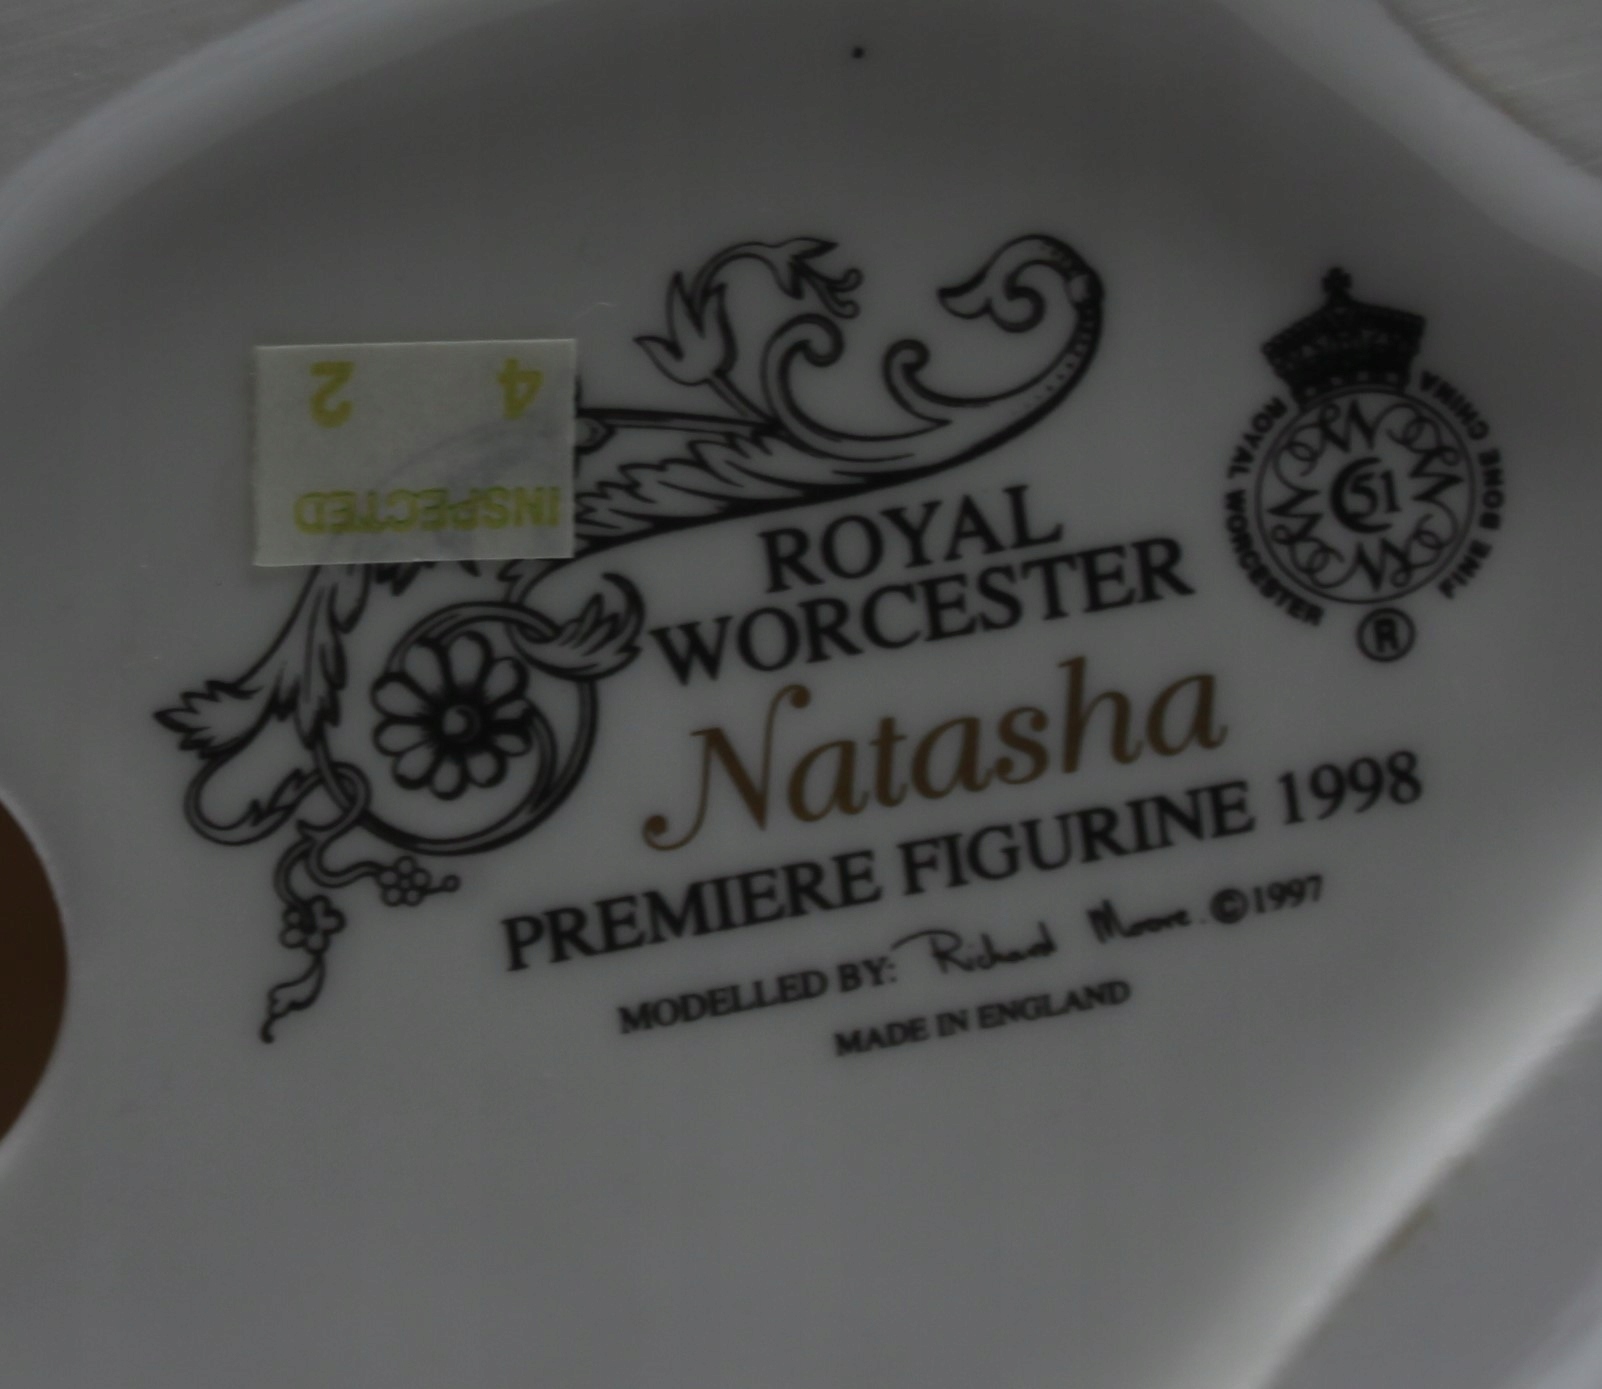 4 2
INSPECTED
ROYAL
WORCESTER
Natasha
PREMIERE FIGURINE 1998
MODELLED BY: Richard Moore. ©1997
MADE IN ENGLAND
ROYAL WORCESTER
FINE BONE CHINA
51
®